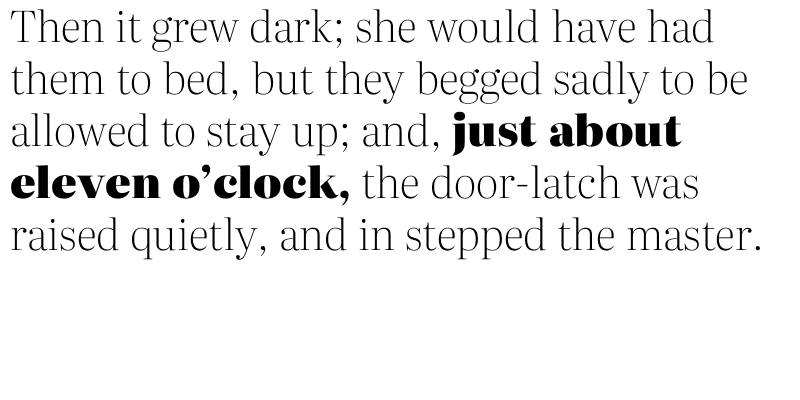 Then it grew dark; she would have had
them to bed, but they begged sadly to be
allowed to stay up; and, just about
eleven o’clock, the door-latch was
raised quietly, and in stepped the master.